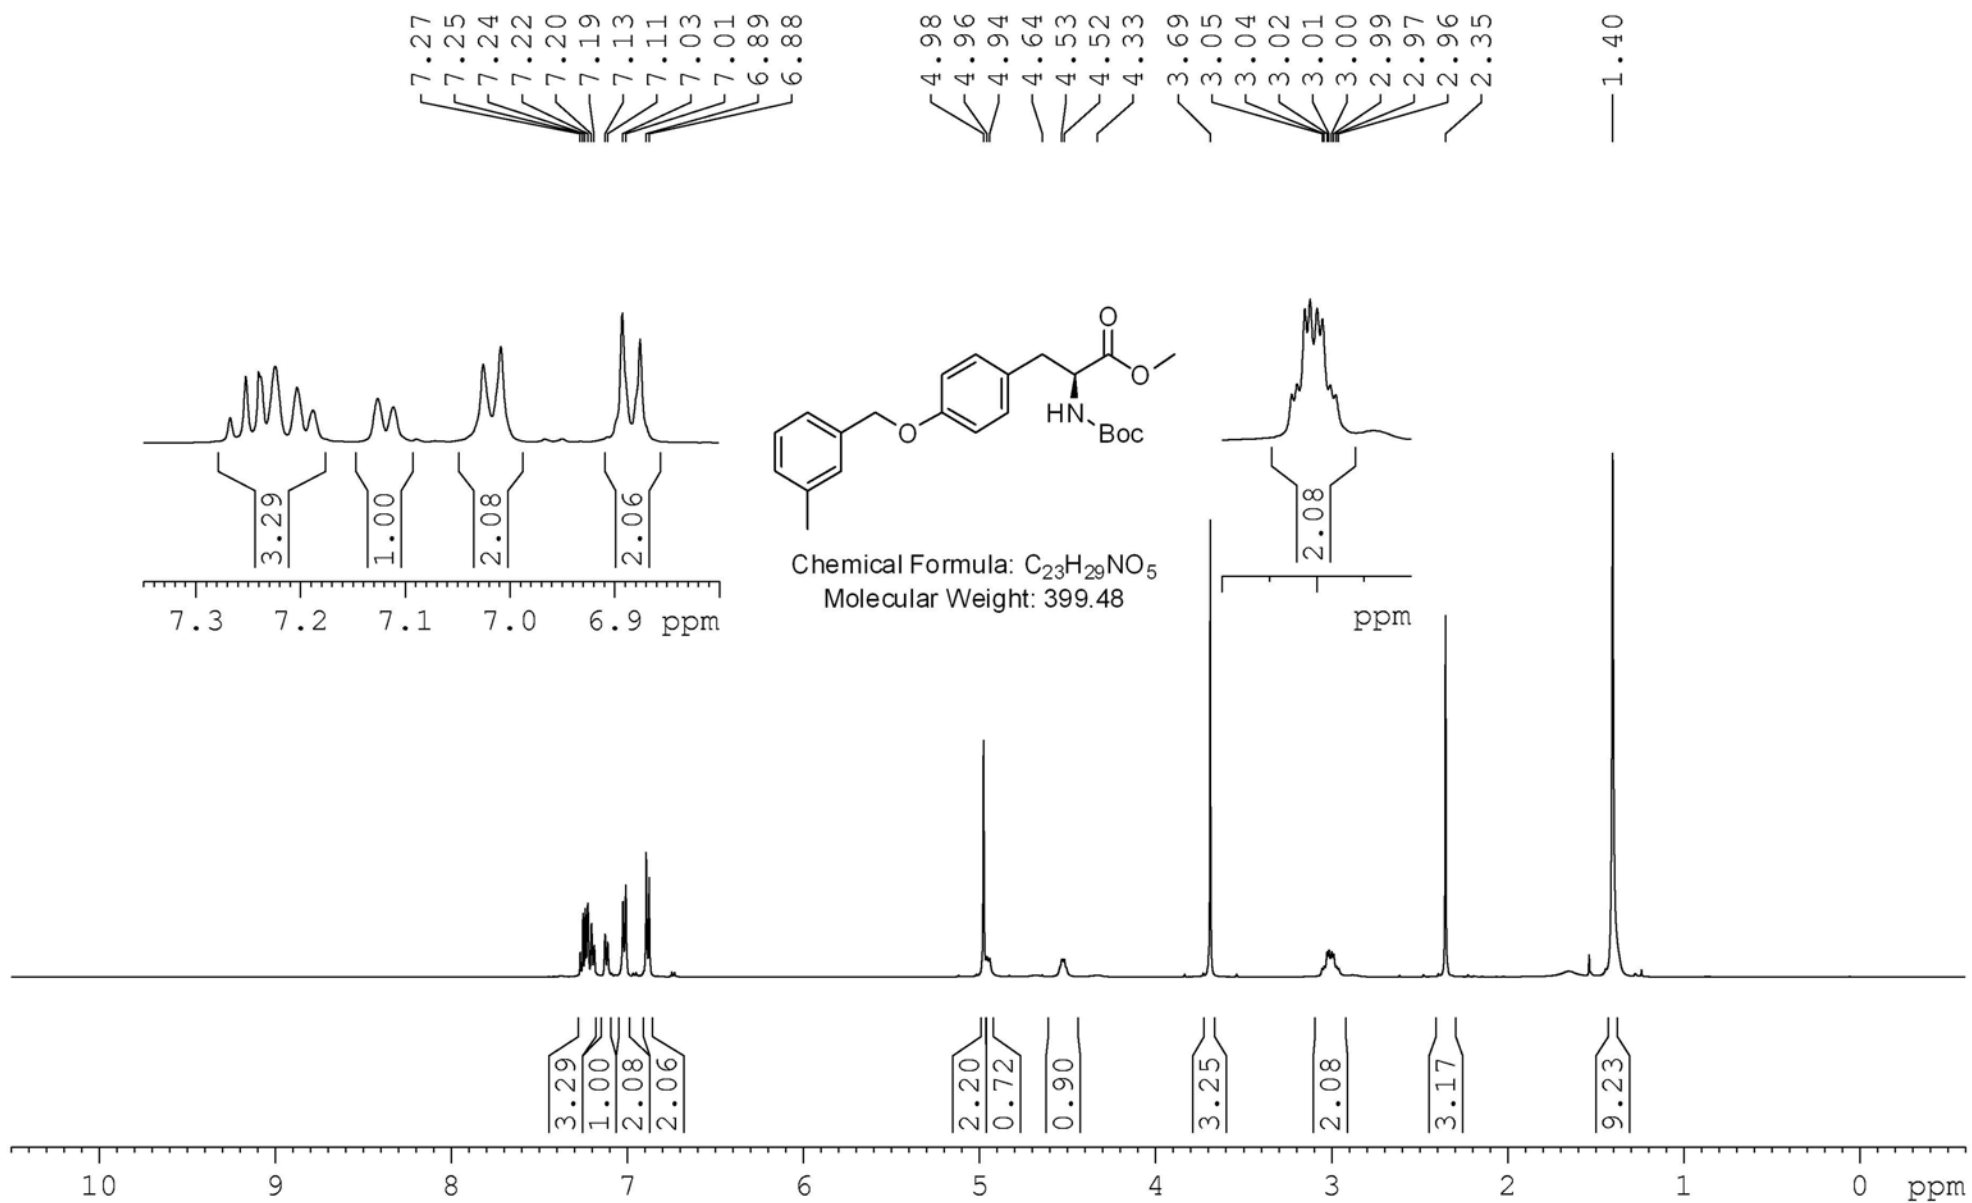 7.27 7.25 7.24 7.22 7.20 7.19 7.13 7.11 7.03 7.01 6.89 6.88 4.98 4.96 4.94 4.64 4.53 4.52 4.33 3.69 3.05 3.04 3.02 3.01 3.00 2.99 2.97 2.96 2.35 1.40
O
O
HN
Boc
O
3.29 1.00 2.08 2.06
7.3 7.2 7.1 7.0 6.9 ppm
Chemical Formula: C23H29NO5
Molecular Weight: 399.48
2.08
ppm
3.29 1.00 2.08 2.06 2.20 0.72 0.90 3.25 2.08 3.17 9.23
10 9 8 7 6 5 4 3 2 1 0 ppm